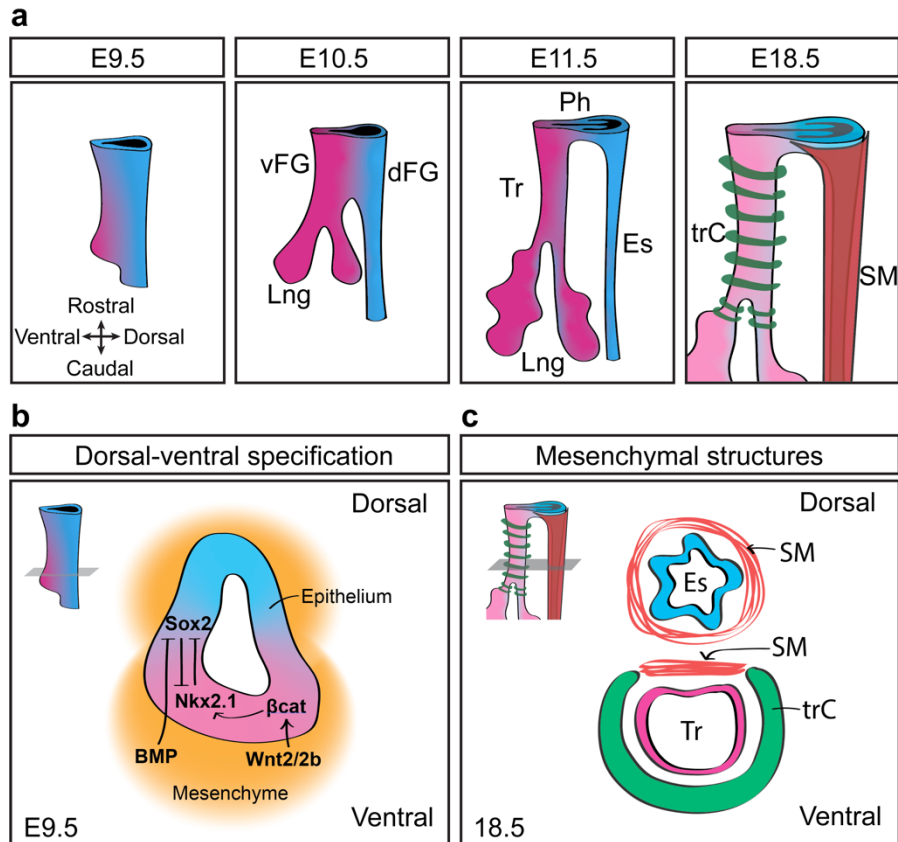 a
E9.5
E10.5
E11.5
E18.5
Rostral
Ventral
Dorsal
Caudal
vFG
dFG
Lng
Ph
Tr
Es
Lng
trC
SM
b
Dorsal-ventral specification
Dorsal
Epithelium
Sox2
Nkx2.1
βcat
BMP
Wnt2/2b
Mesenchyme
Ventral
E9.5
c
Mesenchymal structures
Dorsal
SM
Es
SM
trC
Tr
Ventral
18.5